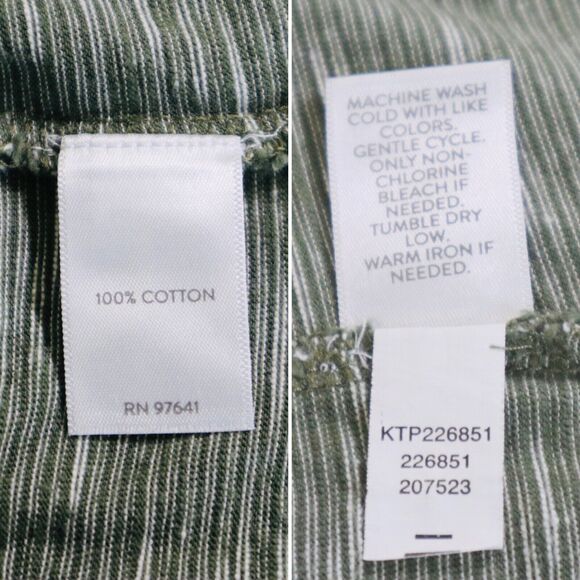 100% COTTON
RN 97641
MACHINE WASH
COLD WITH LIKE
COLORS.
GENTLE CYCLE.
ONLY NON-
CHLORINE
BLEACH IF
NEEDED.
TUMBLE DRY
LOW.
WARM IRON IF
NEEDED.
KTP226851
226851
207523